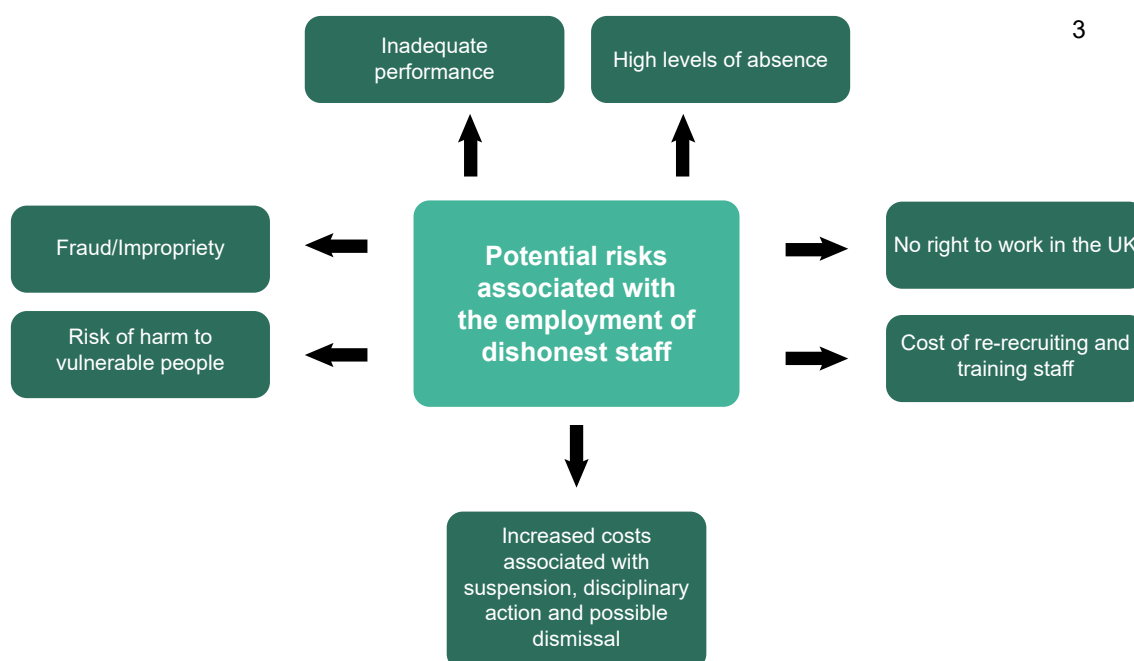 3
Inadequate
performance
High levels of absence
Fraud/Impropriety
Potential risks
associated with
the employment of
dishonest staff
No right to work in the UK
Risk of harm to
vulnerable people
Cost of re-recruiting and
training staff
Increased costs
associated with
suspension, disciplinary
action and possible
dismissal